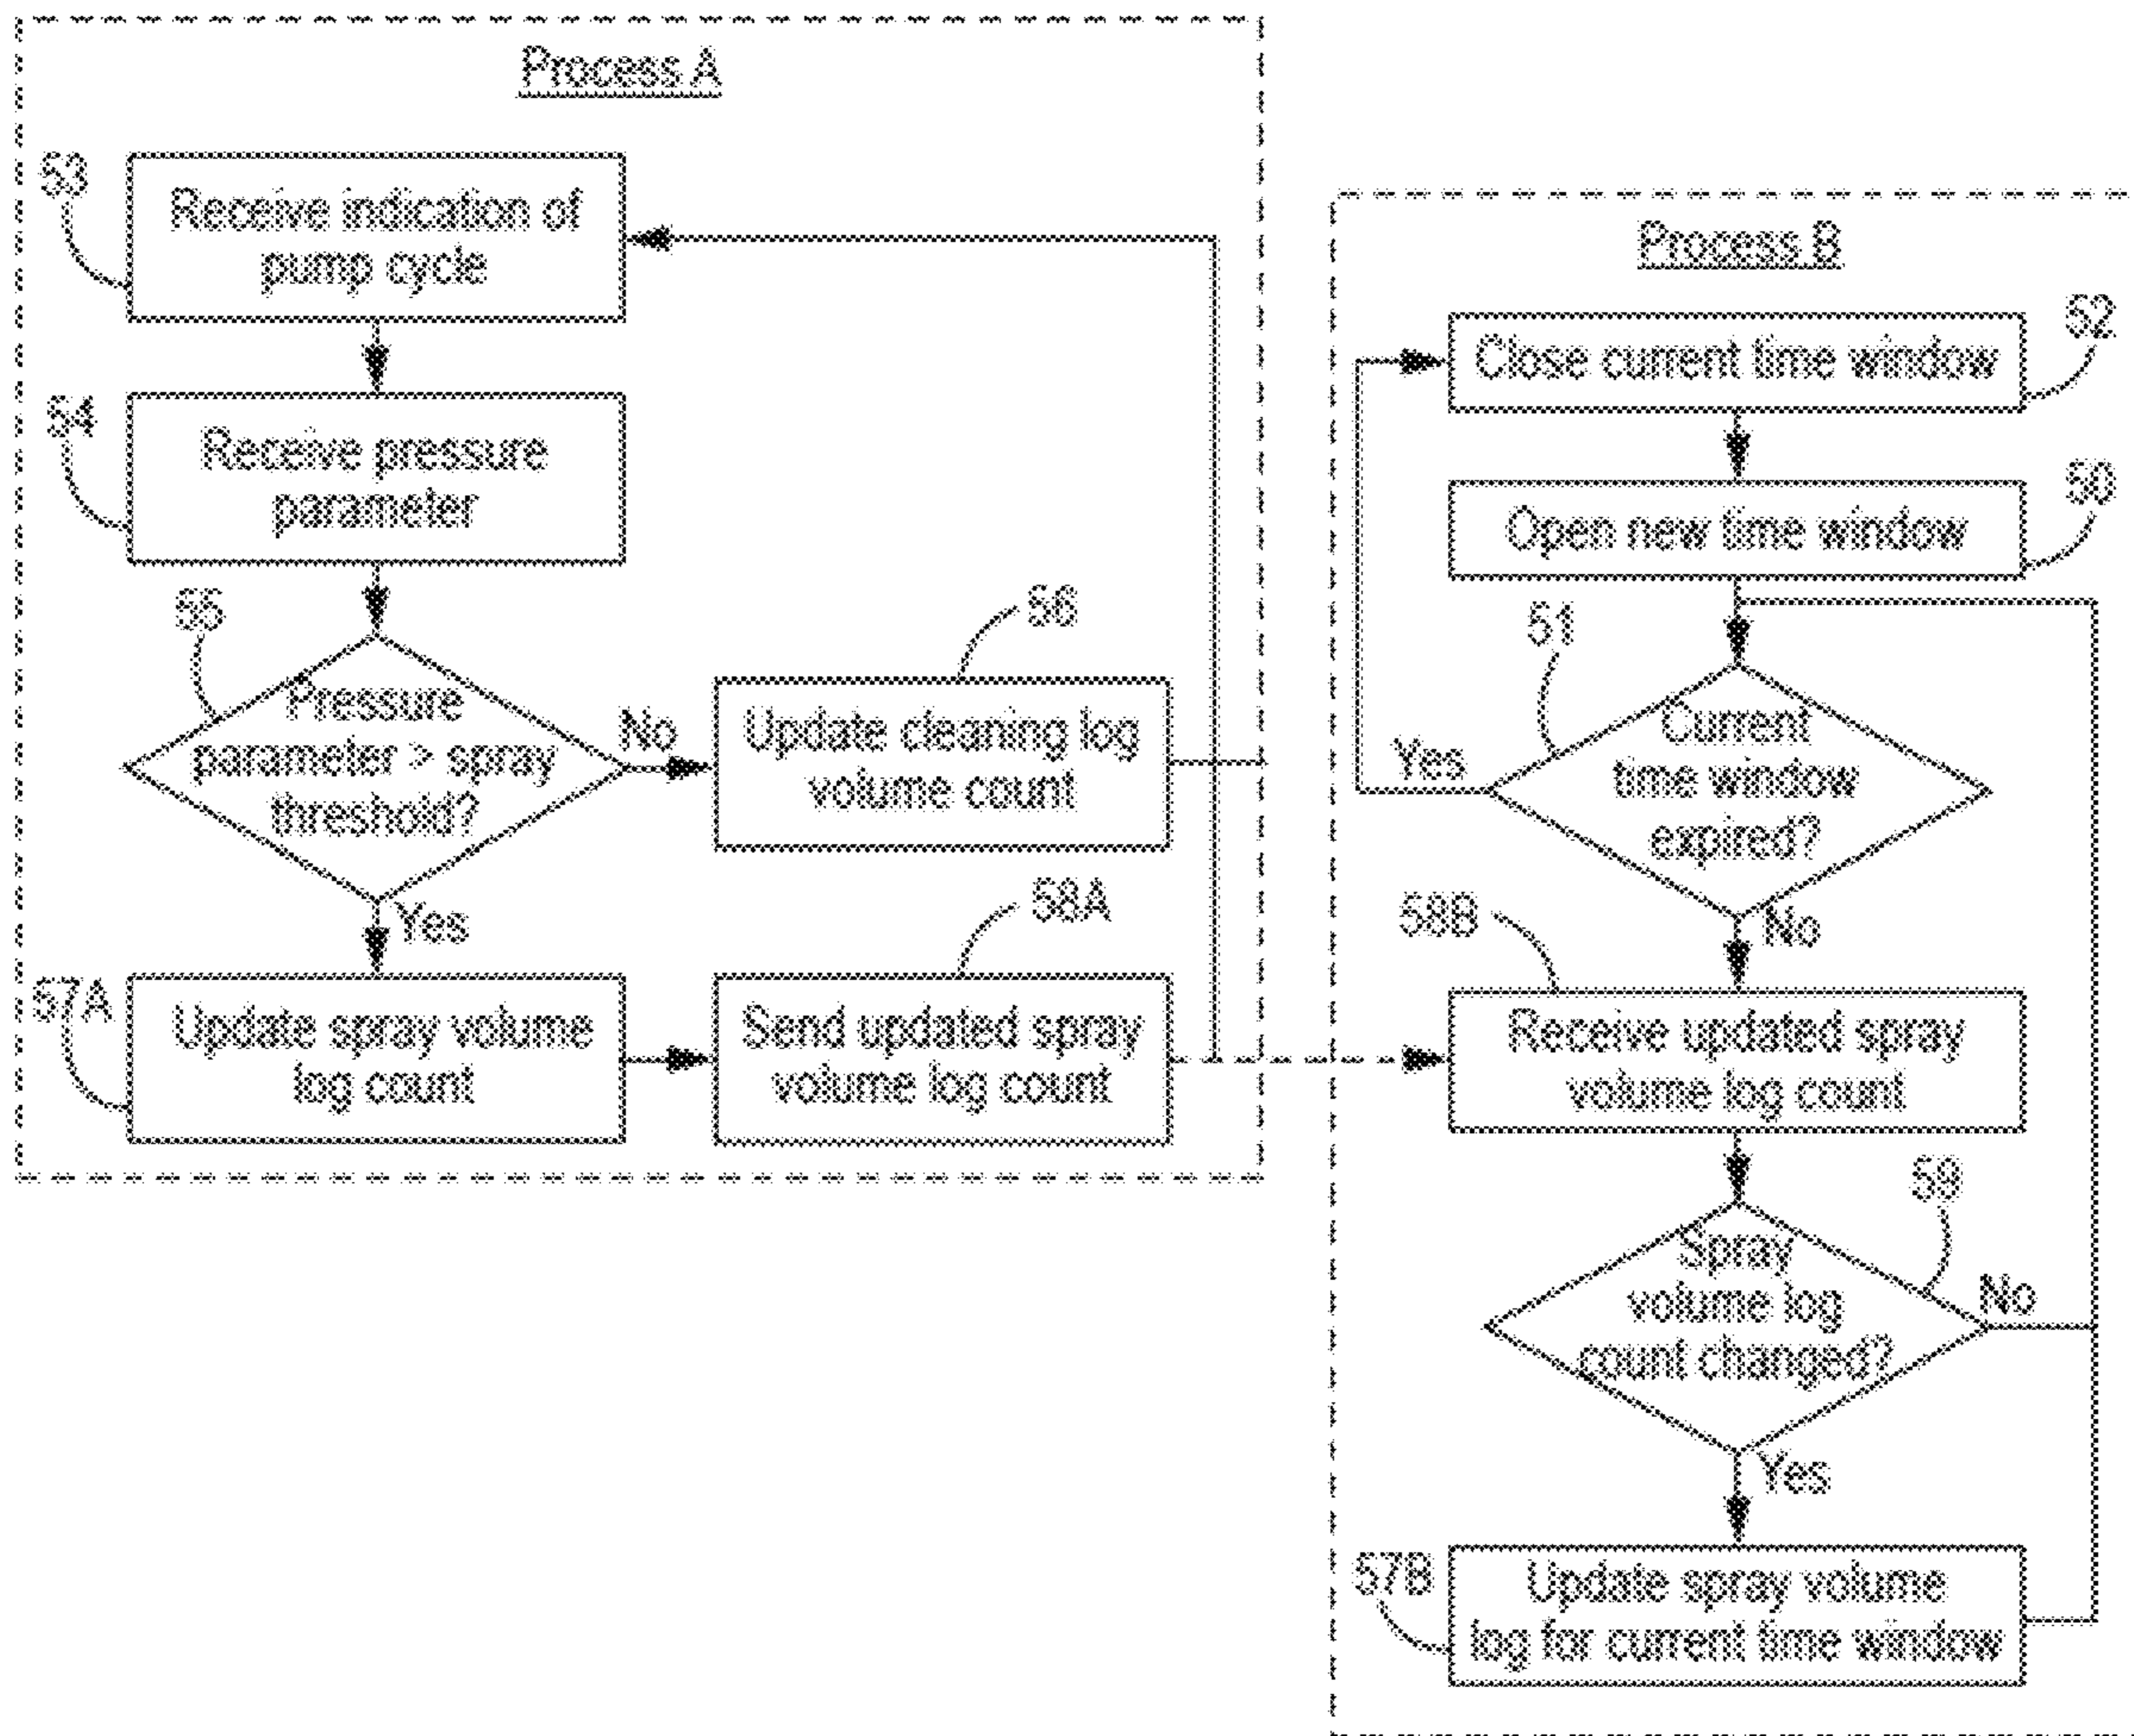 Process A
53
Receive indication of
pump cycle
54
Receive pressure
parameter
55
Pressure
parameter > spray
threshold?
No
56
Update cleaning log
volume count
Yes
57A
Update spray volume
log count
58A
Send updated spray
volume log count
Process B
52
Close current time window
50
Open new time window
51
Current
time window
expired?
Yes
No
58B
Receive updated spray
volume log count
59
Spray
volume log
count changed?
No
Yes
57B
Update spray volume
log for current time window